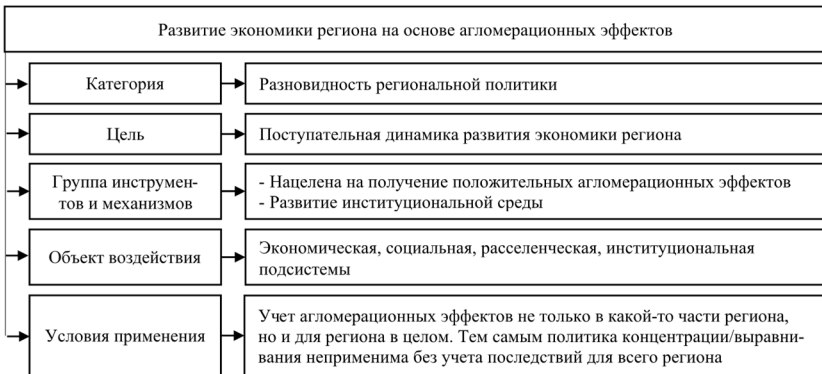 Развитие экономики региона на основе агломерационных эффектов
Категория
Разновидность региональной политики
Цель
Поступательная динамика развития экономики региона
Группа инструмен-
тов и механизмов
- Нацелена на получение положительных агломерационных эффектов
- Развитие институциональной среды
Объект воздействия
Экономическая, социальная, расселенческая, институциональная
подсистемы
Условия применения
Учет агломерационных эффектов не только в какой-то части региона,
но и для региона в целом. Тем самым политика концентрации/выравни-
вания неприменима без учета последствий для всего региона